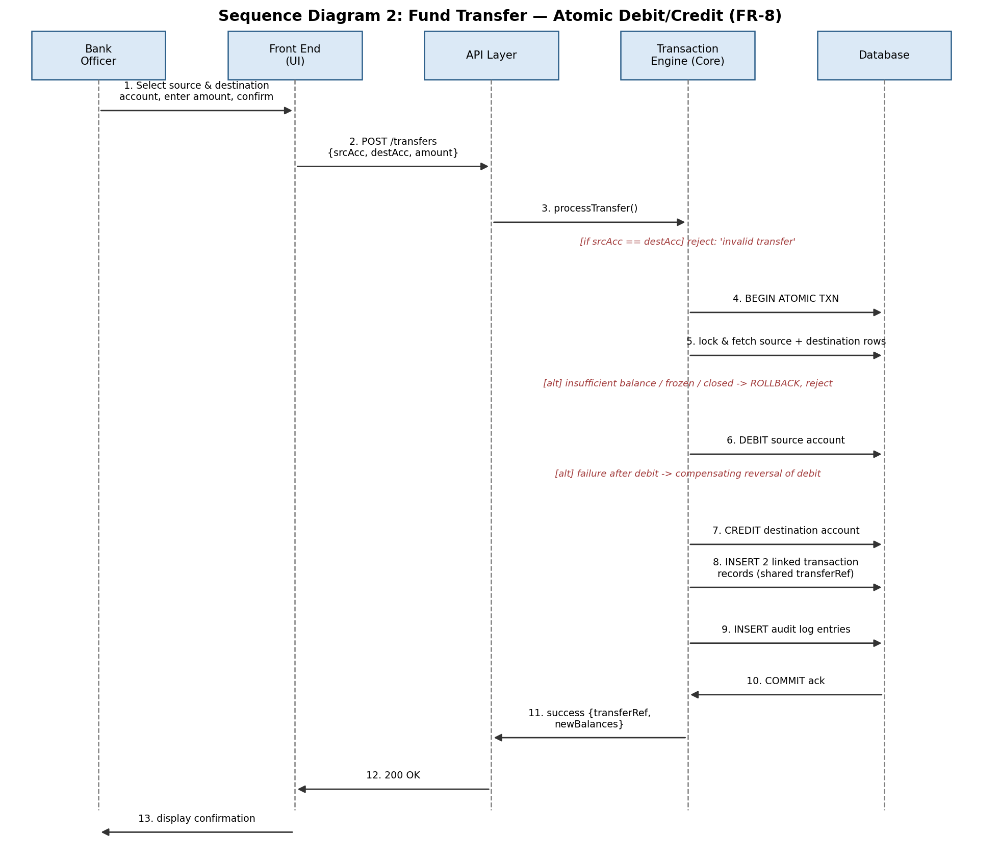 Sequence Diagram 2: Fund Transfer — Atomic Debit/Credit (FR-8)
Bank
Officer
Front End
(UI)
API Layer
Transaction
Engine (Core)
Database
1. Select source & destination
account, enter amount, confirm
2. POST /transfers
{srcAcc, destAcc, amount}
3. processTransfer()
[if srcAcc == destAcc] reject: 'invalid transfer'
4. BEGIN ATOMIC TXN
5. lock & fetch source + destination rows
[alt] insufficient balance / frozen / closed -> ROLLBACK, reject
6. DEBIT source account
[alt] failure after debit -> compensating reversal of debit
7. CREDIT destination account
8. INSERT 2 linked transaction
records (shared transferRef)
9. INSERT audit log entries
10. COMMIT ack
11. success {transferRef,
newBalances}
12. 200 OK
13. display confirmation